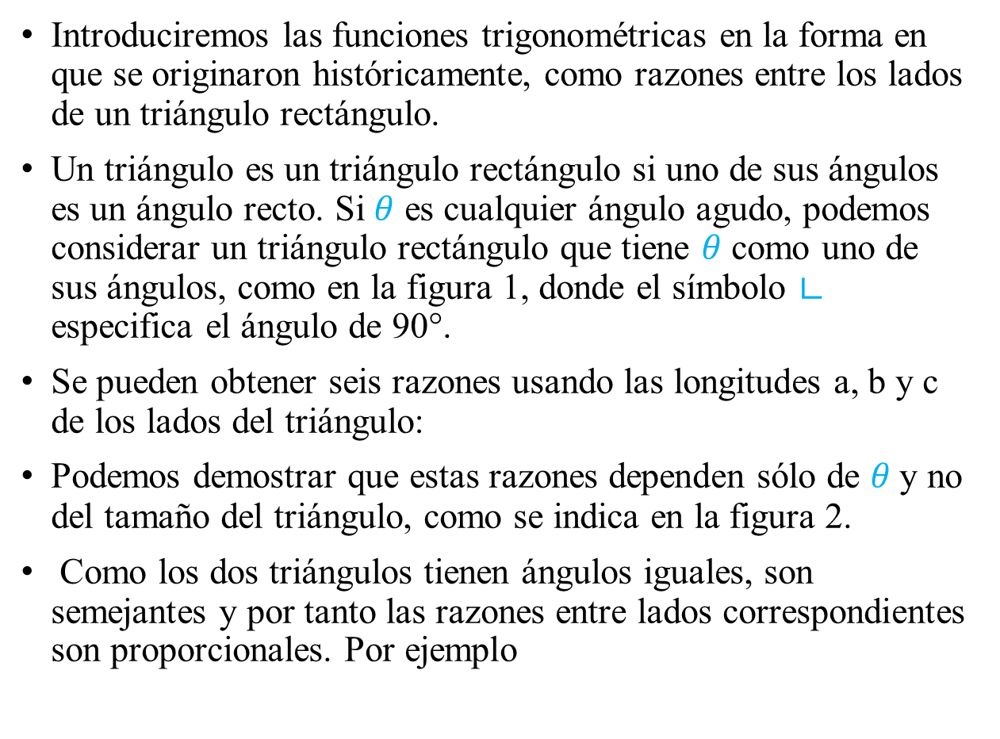 • Introduciremos las funciones trigonométricas en la forma en
que se originaron históricamente, como razones entre los lados
de un triángulo rectángulo.
• Un triángulo es un triángulo rectángulo si uno de sus ángulos
es un ángulo recto. Si θ es cualquier ángulo agudo, podemos
considerar un triángulo rectángulo que tiene θ como uno de
sus ángulos, como en la figura 1, donde el símbolo ∟
especifica el ángulo de 90°.
• Se pueden obtener seis razones usando las longitudes a, b y c
de los lados del triángulo:
• Podemos demostrar que estas razones dependen sólo de θ y no
del tamaño del triángulo, como se indica en la figura 2.
• Como los dos triángulos tienen ángulos iguales, son
semejantes y por tanto las razones entre lados correspondientes
son proporcionales. Por ejemplo